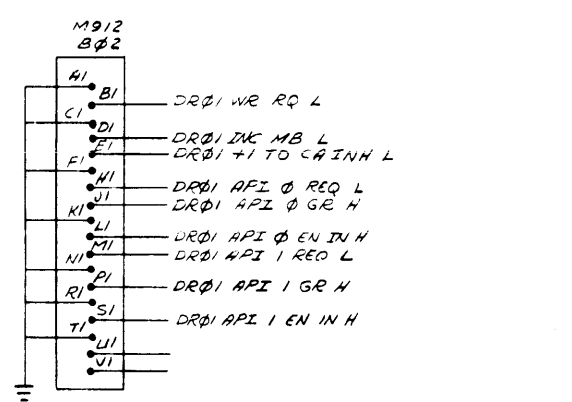 M912
BØ2
A1
B1 DRØ1 WR RQ L
C1
D1 DRØ1 INC MB L
E1 DRØ1 +1 TO CA INH L
F1
H1 DRØ1 API Ø REQ L
J1 DRØ1 API Ø GR H
K1
L1 DRØ1 API Ø EN IN H
M1 DRØ1 API 1 REQ L
N1
P1 DRØ1 API 1 GR H
R1
S1 DRØ1 API 1 EN IN H
T1
U1
V1